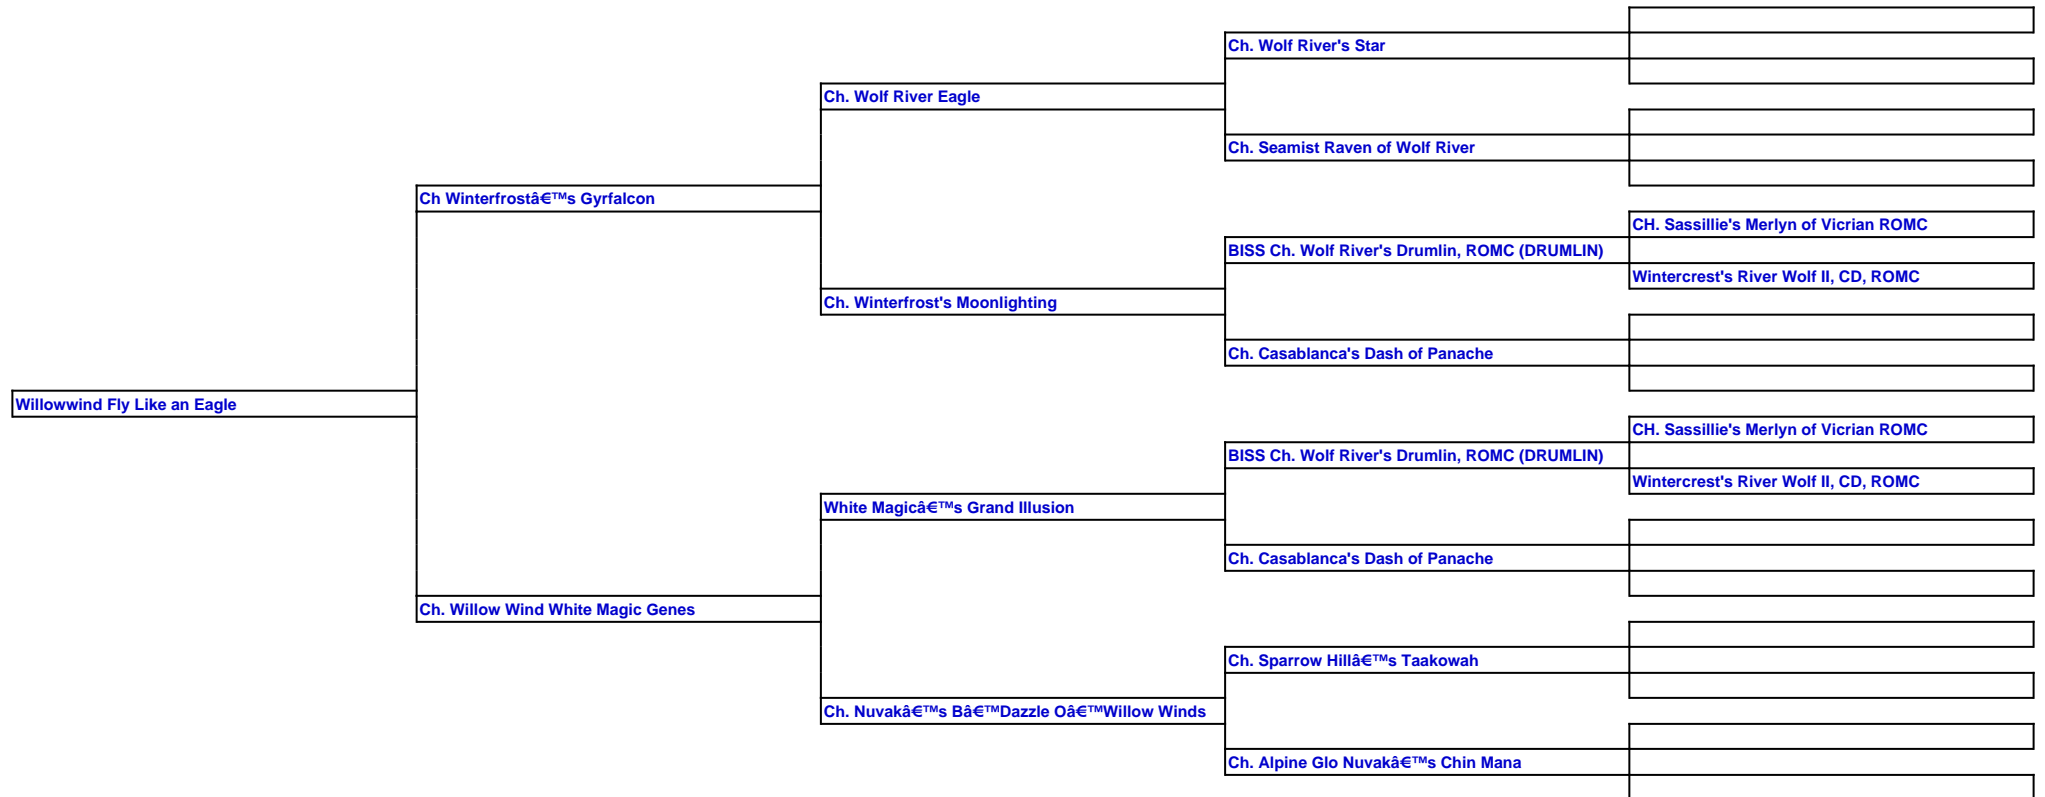 Ch. Wolf River's Star
Ch. Wolf River Eagle
Ch. Seamist Raven of Wolf River
Ch Winterfrostâ€™s Gyrfalcon
CH. Sassillie's Merlyn of Vicrian ROMC
BISS Ch. Wolf River's Drumlin, ROMC (DRUMLIN)
Wintercrest's River Wolf II, CD, ROMC
Ch. Winterfrost's Moonlighting
Ch. Casablanca's Dash of Panache
Willowwind Fly Like an Eagle
CH. Sassillie's Merlyn of Vicrian ROMC
BISS Ch. Wolf River's Drumlin, ROMC (DRUMLIN)
Wintercrest's River Wolf II, CD, ROMC
White Magicâ€™s Grand Illusion
Ch. Casablanca's Dash of Panache
Ch. Willow Wind White Magic Genes
Ch. Sparrow Hillâ€™s Taakowah
Ch. Nuvakâ€™s Bâ€™Dazzle Oâ€™Willow Winds
Ch. Alpine Glo Nuvakâ€™s Chin Mana